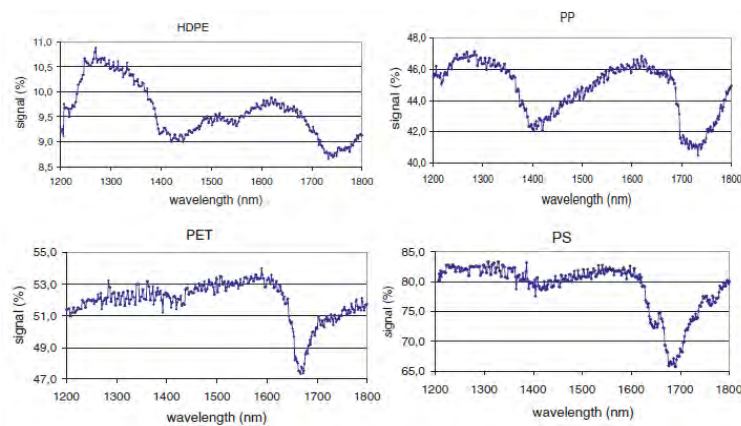 HDPE
signal (%)
11,0
10,5
10,0
9,5
9,0
8,5
1200 1300 1400 1500 1600 1700 1800
wavelength (nm)
PP
signal (%)
48,0
46,0
44,0
42,0
40,0
1200 1300 1400 1500 1600 1700 1800
wavelength (nm)
PET
signal (%)
55,0
53,0
51,0
49,0
47,0
1200 1300 1400 1500 1600 1700 1800
wavelength (nm)
PS
signal (%)
85,0
80,0
75,0
70,0
65,0
1200 1300 1400 1500 1600 1700 1800
wavelength (nm)